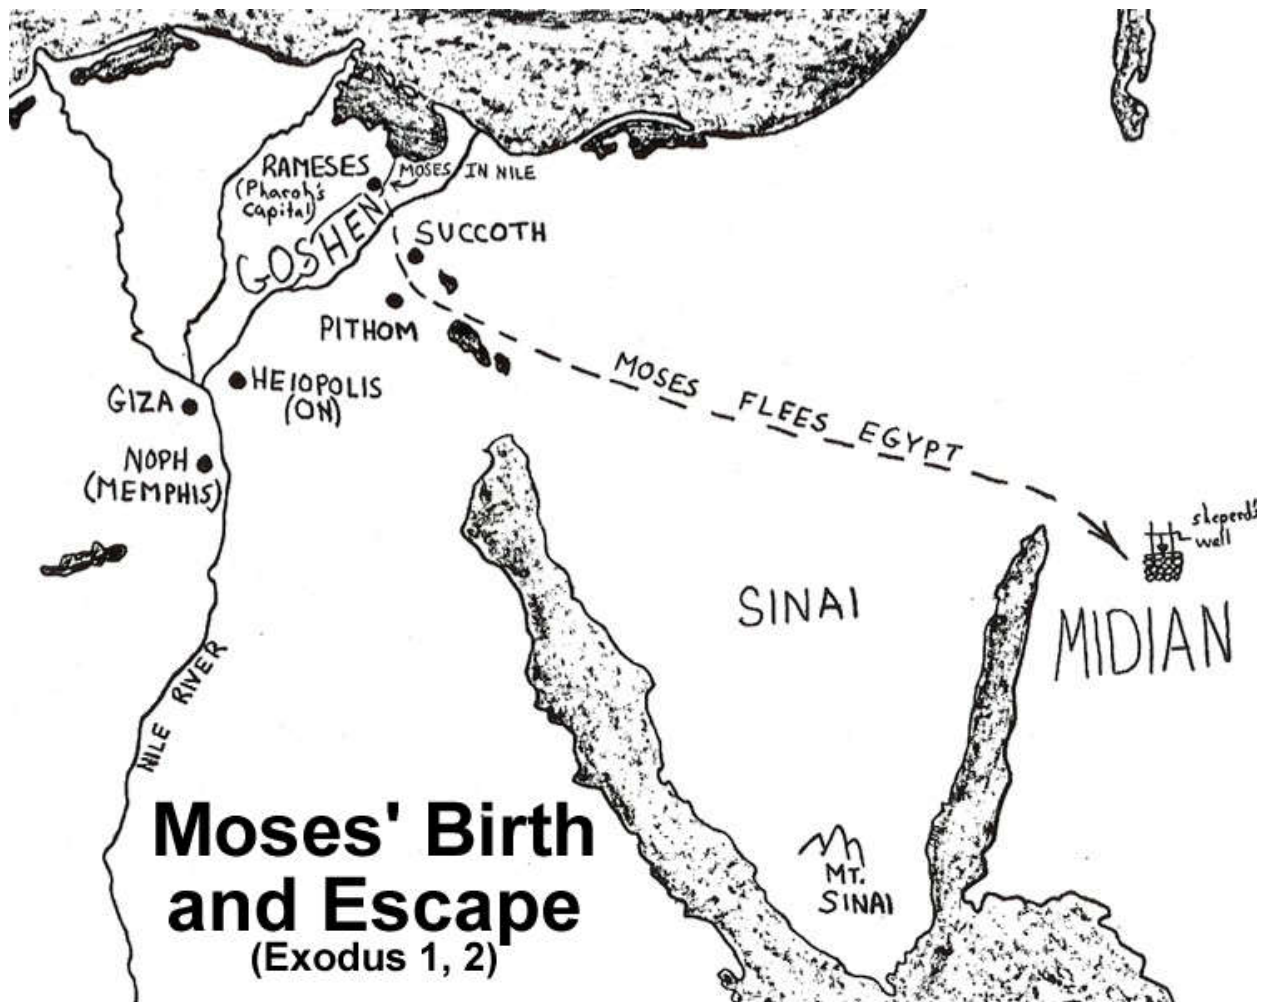 RAMESES
(Pharoh's
Capital)
MOSES IN NILE
GOSHEN
SUCCOTH
PITHOM
HEIOPOLIS
(ON)
GIZA
NOPH
(MEMPHIS)
MOSES FLEES EGYPT
sheperd's
well
SINAI
MIDIAN
NILE RIVER
MT.
SINAI
Moses' Birth
and Escape
(Exodus 1, 2)